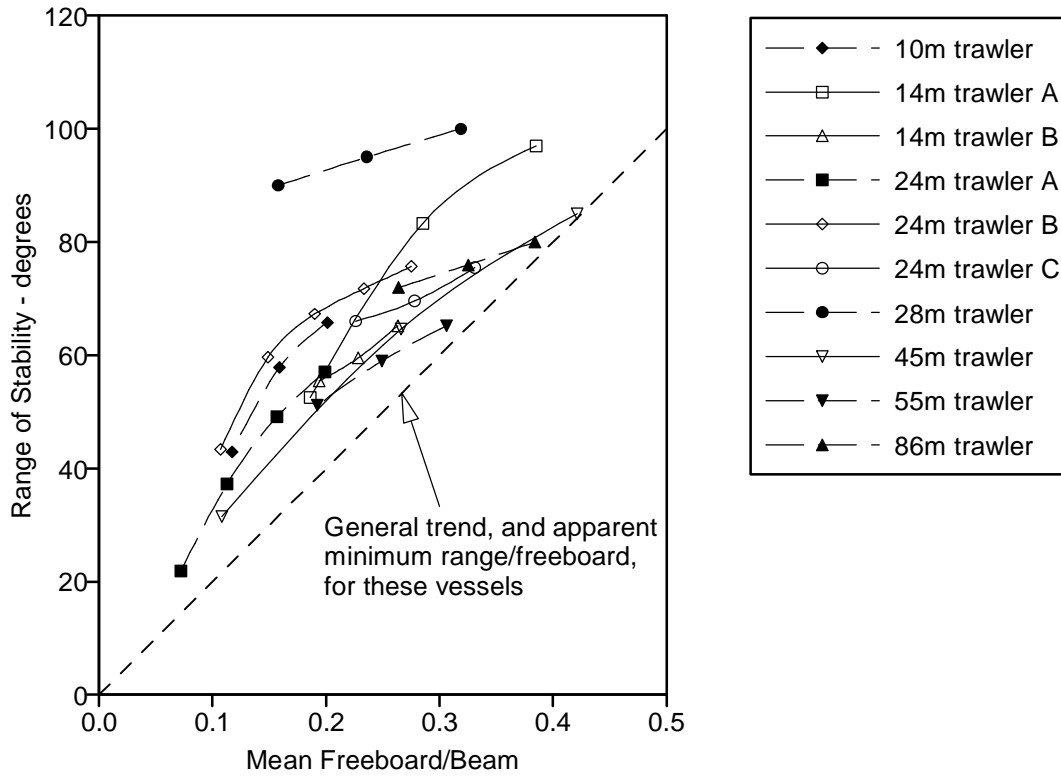 120
100
80
60
40
20
0
0.0 0.1 0.2 0.3 0.4 0.5
Range of Stability - degrees
Mean Freeboard/Beam
General trend, and apparent
minimum range/freeboard,
for these vessels
10m trawler
14m trawler A
14m trawler B
24m trawler A
24m trawler B
24m trawler C
28m trawler
45m trawler
55m trawler
86m trawler